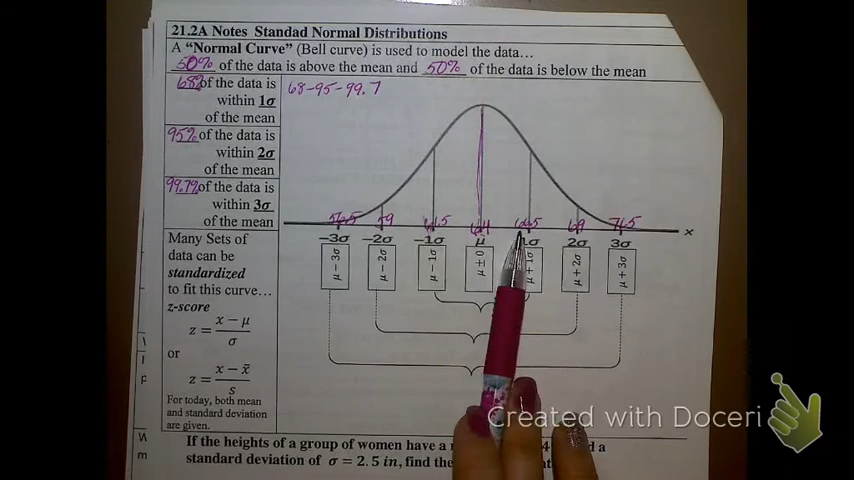 21.2A Notes Standad Normal Distributions
A “Normal Curve” (Bell curve) is used to model the data…
50% of the data is above the mean and 50% of the data is below the mean
68% of the data is
within 1σ
of the mean
68-95-99.7
95% of the data is
within 2σ
of the mean
99.7% of the data is
within 3σ
of the mean
56.5 59 61.5 64 66.5 69 71.5
x
−3σ −2σ −1σ μ 1σ 2σ 3σ
μ − 3σ μ − 2σ μ − 1σ μ ± 0 μ + 1σ μ + 2σ μ + 3σ
Many Sets of
data can be
standardized
to fit this curve…
z-score
z = x − μ / σ
or
z = x − x̄ / s
For today, both mean
and standard deviation
are given.
Created with Doceri
If the heights of a group of women have a
standard deviation of σ = 2.5 in, find the